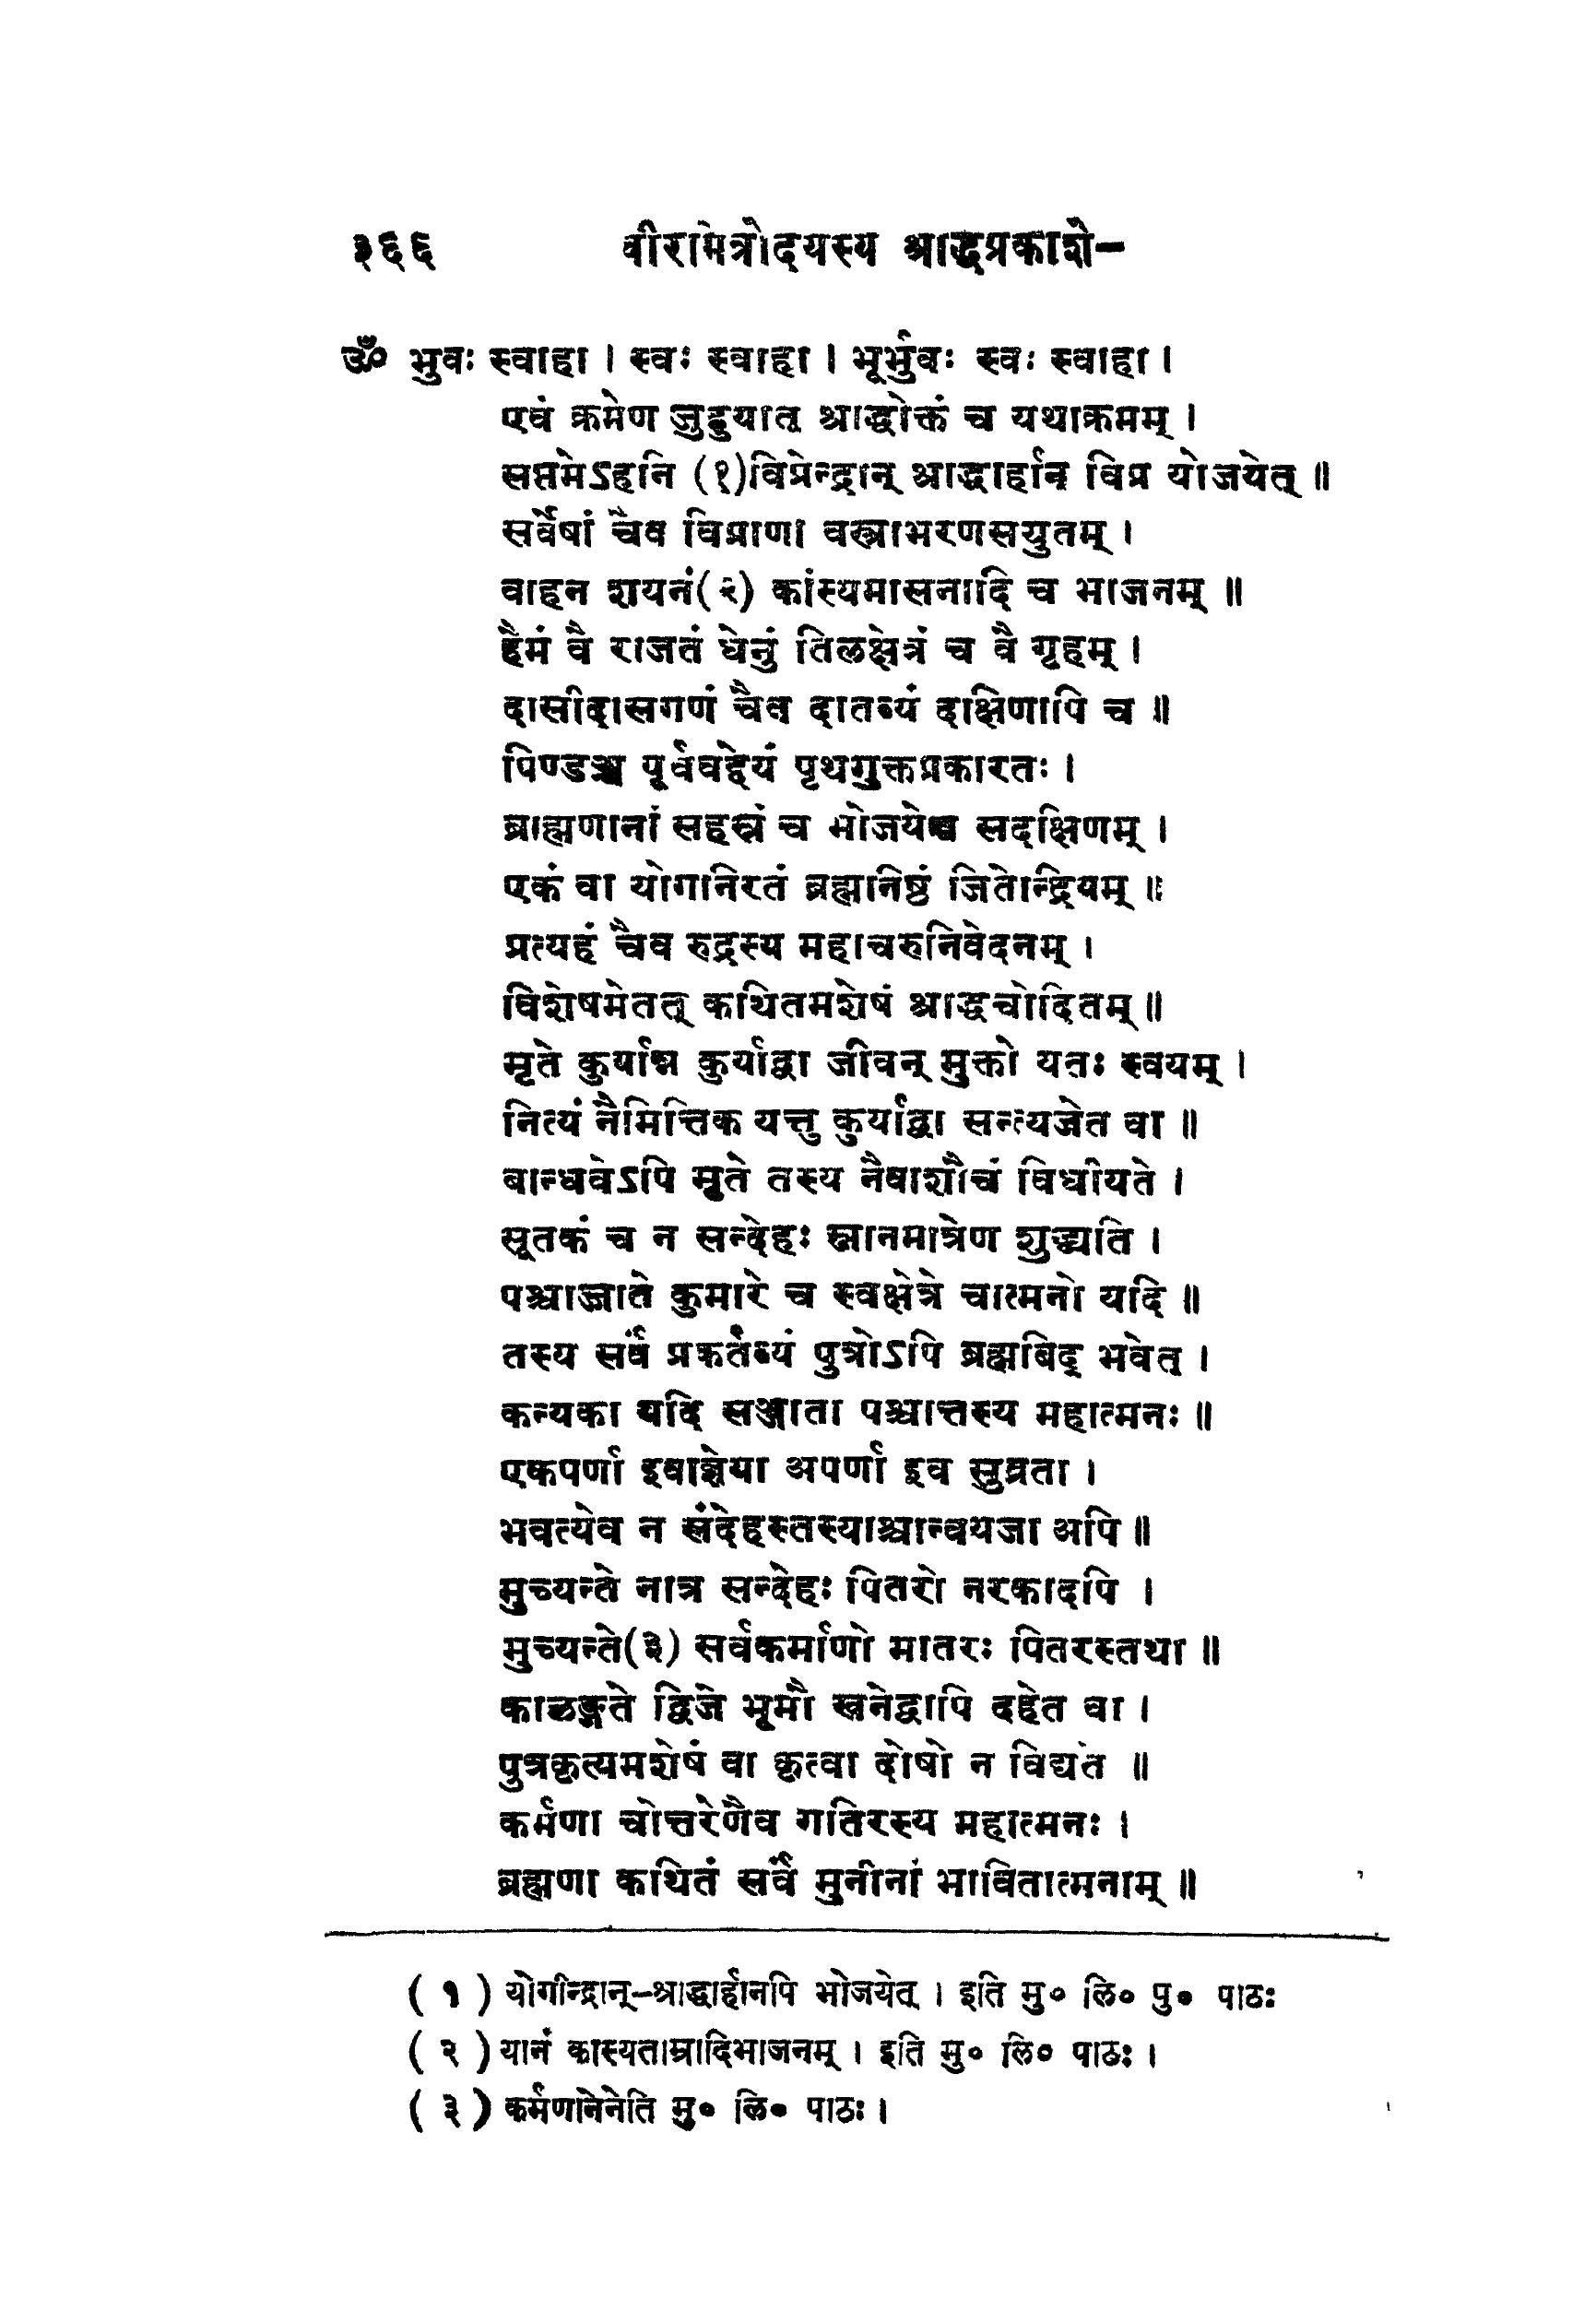 ३६६ वीरमित्रोदयस्य श्राद्धप्रकाशे–
ॐ भुवः स्वाहा । स्वः स्वाहा । भूर्भुवः स्वः स्वाहा ।
एवं क्रमेण जुहुयात् श्राद्धोक्तं च यथाक्रमम् ।
सप्तमेऽहनि (१)विप्रेन्द्रान् श्राद्धार्हान् विप्र योजयेत् ॥
सर्वेषां चैव विप्राणां वस्त्राभरणसयुतम् ।
वाहन शयनं(२) कांस्यमासनादि च भाजनम् ॥
हैमं वै राजतं धेनुं तिलक्षेत्रं च वै गृहम् ।
दासीदासगणं चैव दातव्यं दक्षिणापि च ॥
पिण्डञ्च पूर्ववद्देयं पृथगुक्तप्रकारतः ।
ब्राह्मणानां सहस्रं च भोजयेच्च सदक्षिणम् ।
एकं वा योगनिरतं ब्रह्मनिष्ठं जितेन्द्रियम् ॥
प्रत्यहं चैव रुद्रस्य महाचरुनिवेदनम् ।
विशेषमेतत् कथितमशेषं श्राद्धचोदितम् ॥
मृते कुर्यान्न कुर्याद्वा जीवन् मुक्तो यतः स्वयम् ।
नित्यं नैमित्तिक यत्तु कुर्याद्वा सन्त्यजेत वा ॥
बान्धवेऽपि मृते तस्य नैवाशौचं विधीयते ।
सूतकं च न सन्देहः स्नानमात्रेण शुद्ध्यति ।
पश्चाज्जाते कुमारे च स्वक्षेत्रे चात्मनो यदि ॥
तस्य सर्वं प्रकर्तव्यं पुत्रोऽपि ब्रह्मबिद् भवेत् ।
कन्यका यदि सञ्जाता पश्चात्तस्य महात्मनः ॥
एकपर्णा इवाज्ञेया अपर्णा इव सुव्रता ।
भवत्येव न संदेहस्तस्याश्चान्वयजा अपि ॥
मुच्यन्ते नात्र सन्देहः पितरो नरकादपि ।
मुच्यन्ते(३) सर्वकर्माणो मातरः पितरस्तथा ॥
कालङ्गते द्विजे भूमौ खनेद्वापि दहेत वा ।
पुत्रकृत्यमशेषं वा कृत्वा दोषो न विद्यते ॥
कर्मणा चोत्तरेणैव गतिरस्य महात्मनः ।
ब्रह्मणा कथितं सर्वं मुनीनां भावितात्मनाम् ॥
( १ ) योगीन्द्रान्–श्राद्धार्हानपि भोजयेत् । इति मु० लि० पु० पाठः
( २ ) यानं कास्यताम्रादिभाजनम् । इति मु० लि० पाठः ।
( ३ ) कर्मणानेनेति मु० लि० पाठः ।